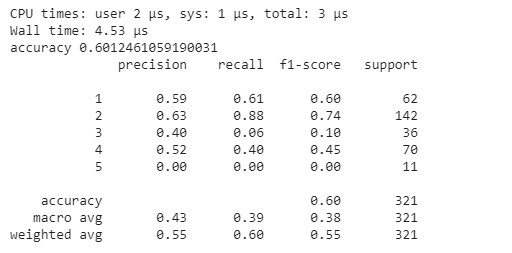 CPU times: user 2 µs, sys: 1 µs, total: 3 µs
Wall time: 4.53 µs
accuracy 0.6012461059190031
precision recall f1-score support
1 0.59 0.61 0.60 62
2 0.63 0.88 0.74 142
3 0.40 0.06 0.10 36
4 0.52 0.40 0.45 70
5 0.00 0.00 0.00 11
accuracy 0.60 321
macro avg 0.43 0.39 0.38 321
weighted avg 0.55 0.60 0.55 321